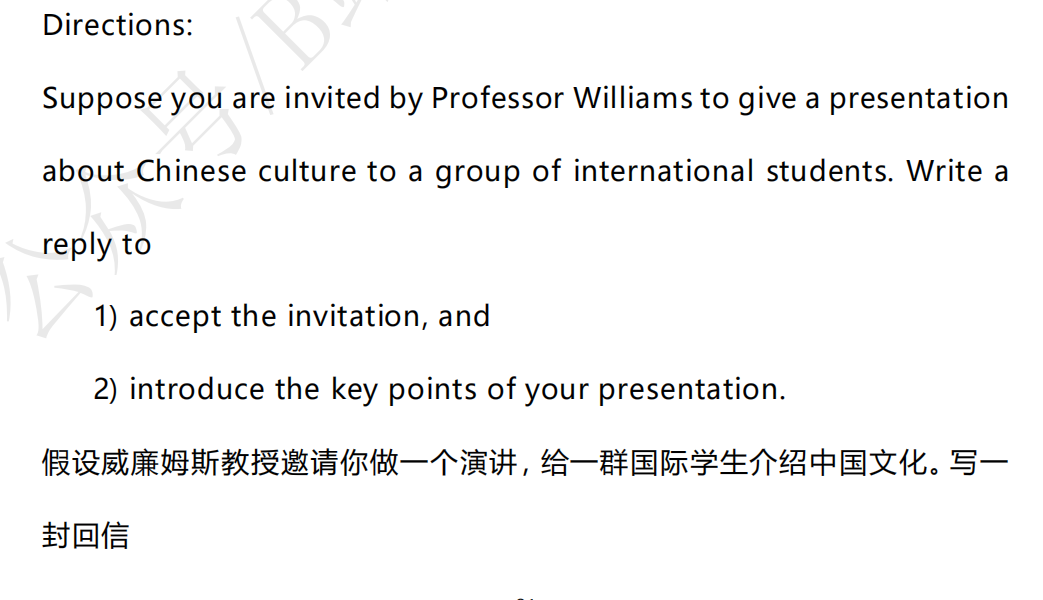 Directions:
Suppose you are invited by Professor Williams to give a presentation
about Chinese culture to a group of international students. Write a
reply to
1) accept the invitation, and
2) introduce the key points of your presentation.
假设威廉姆斯教授邀请你做一个演讲，给一群国际学生介绍中国文化。写一
封回信
公众号/B